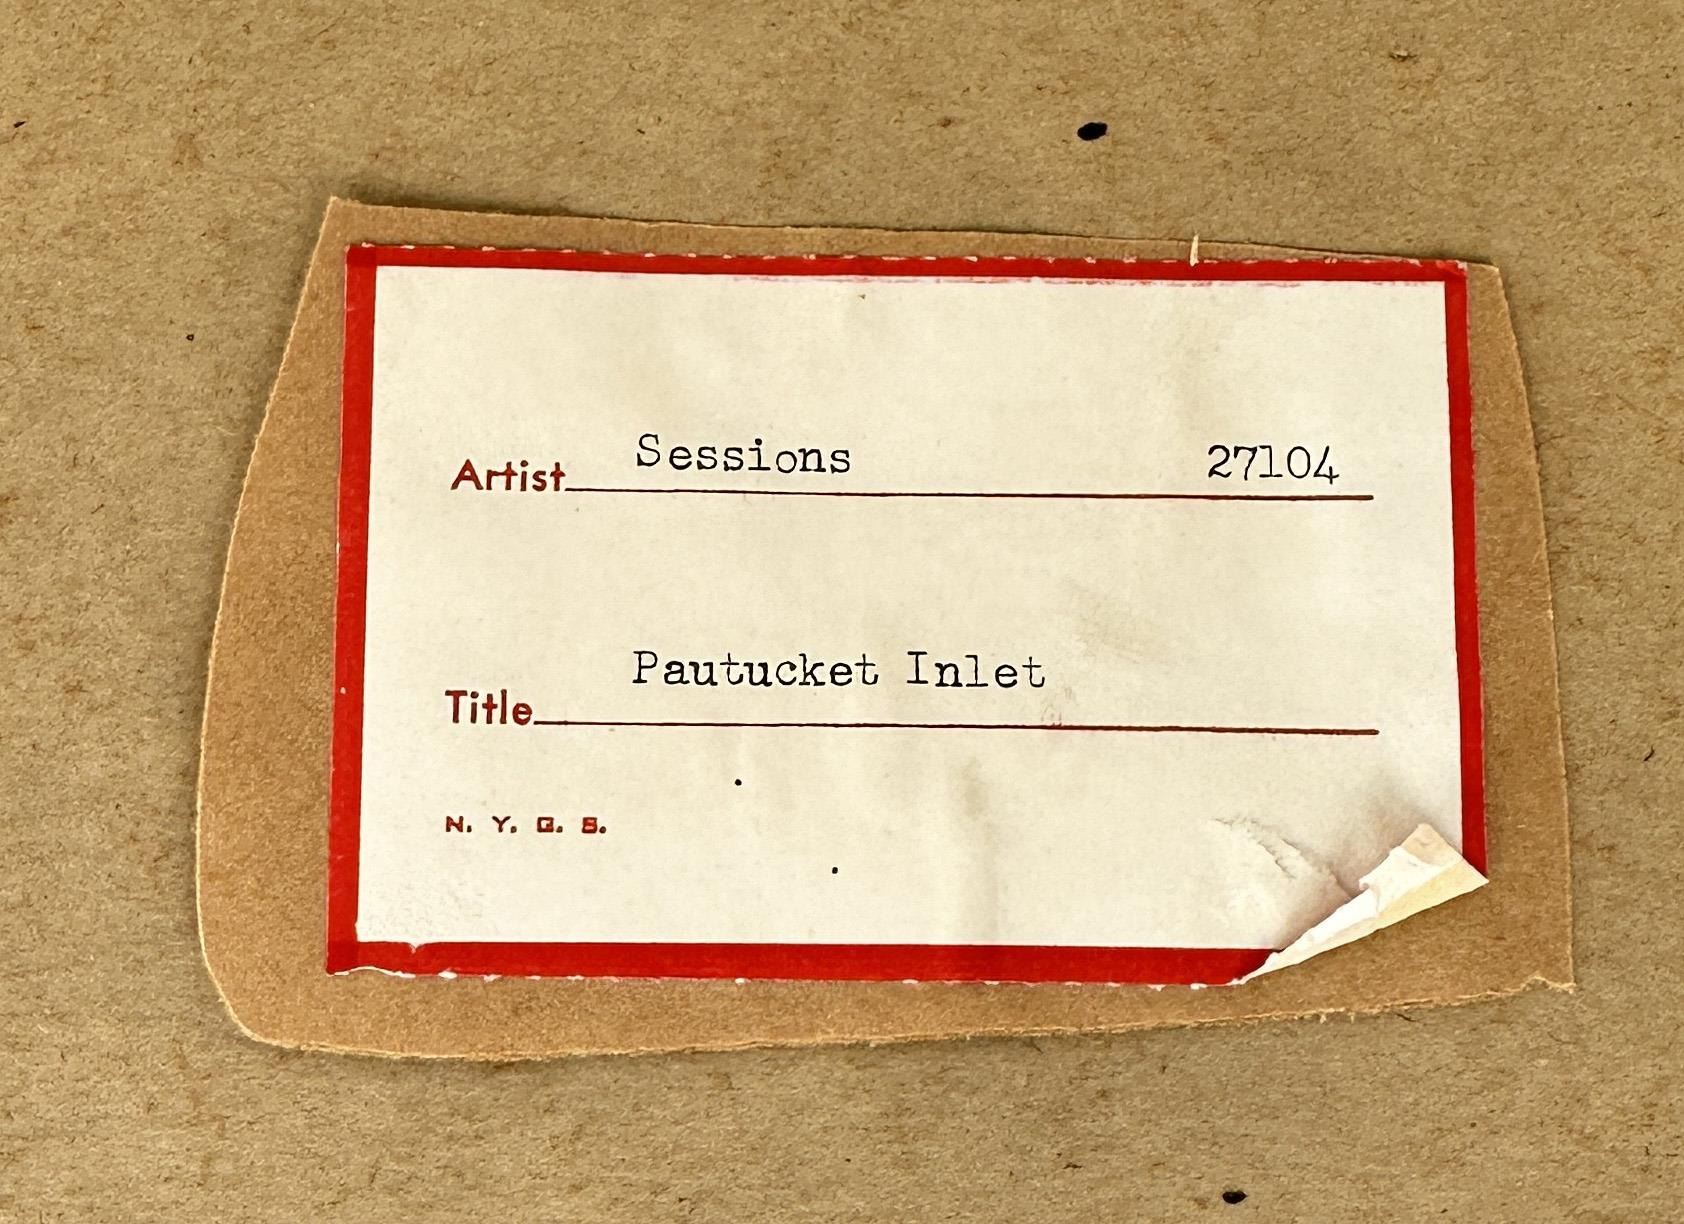 Artist Sessions 27104
Title Pautucket Inlet
N. Y. G. S.